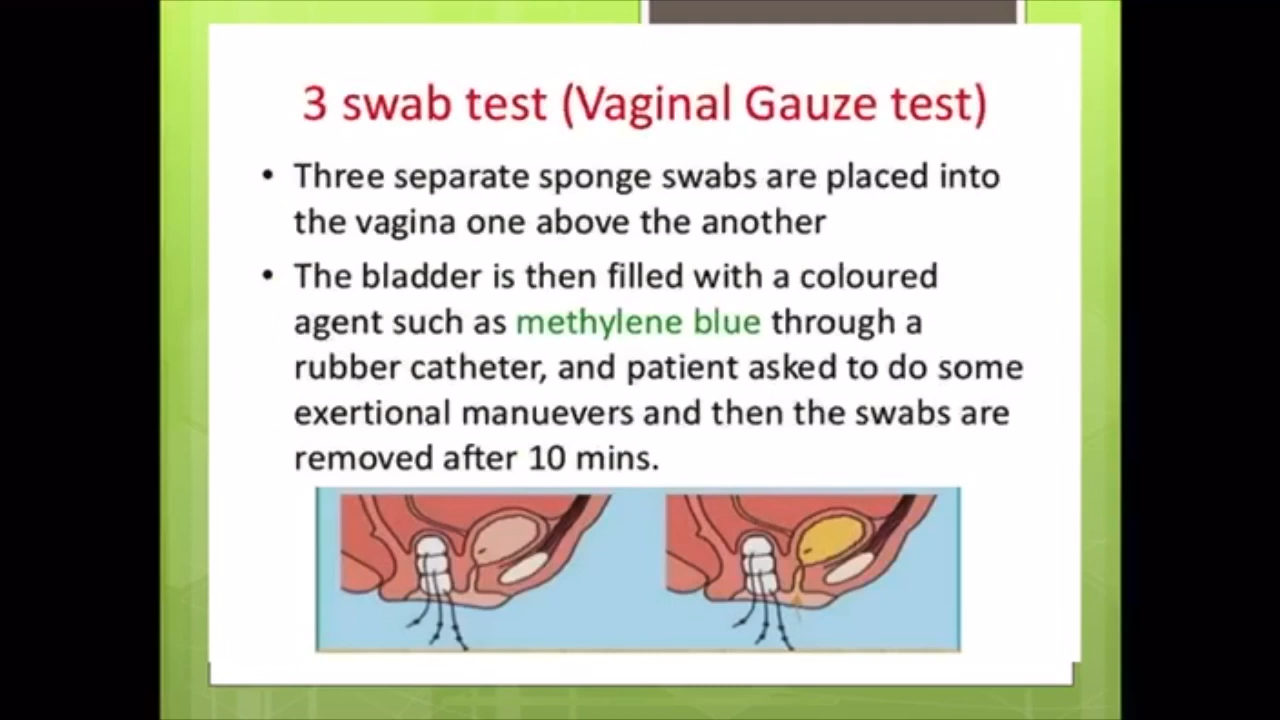 3 swab test (Vaginal Gauze test)
• Three separate sponge swabs are placed into
the vagina one above the another
• The bladder is then filled with a coloured
agent such as methylene blue through a
rubber catheter, and patient asked to do some
exertional manuevers and then the swabs are
removed after 10 mins.